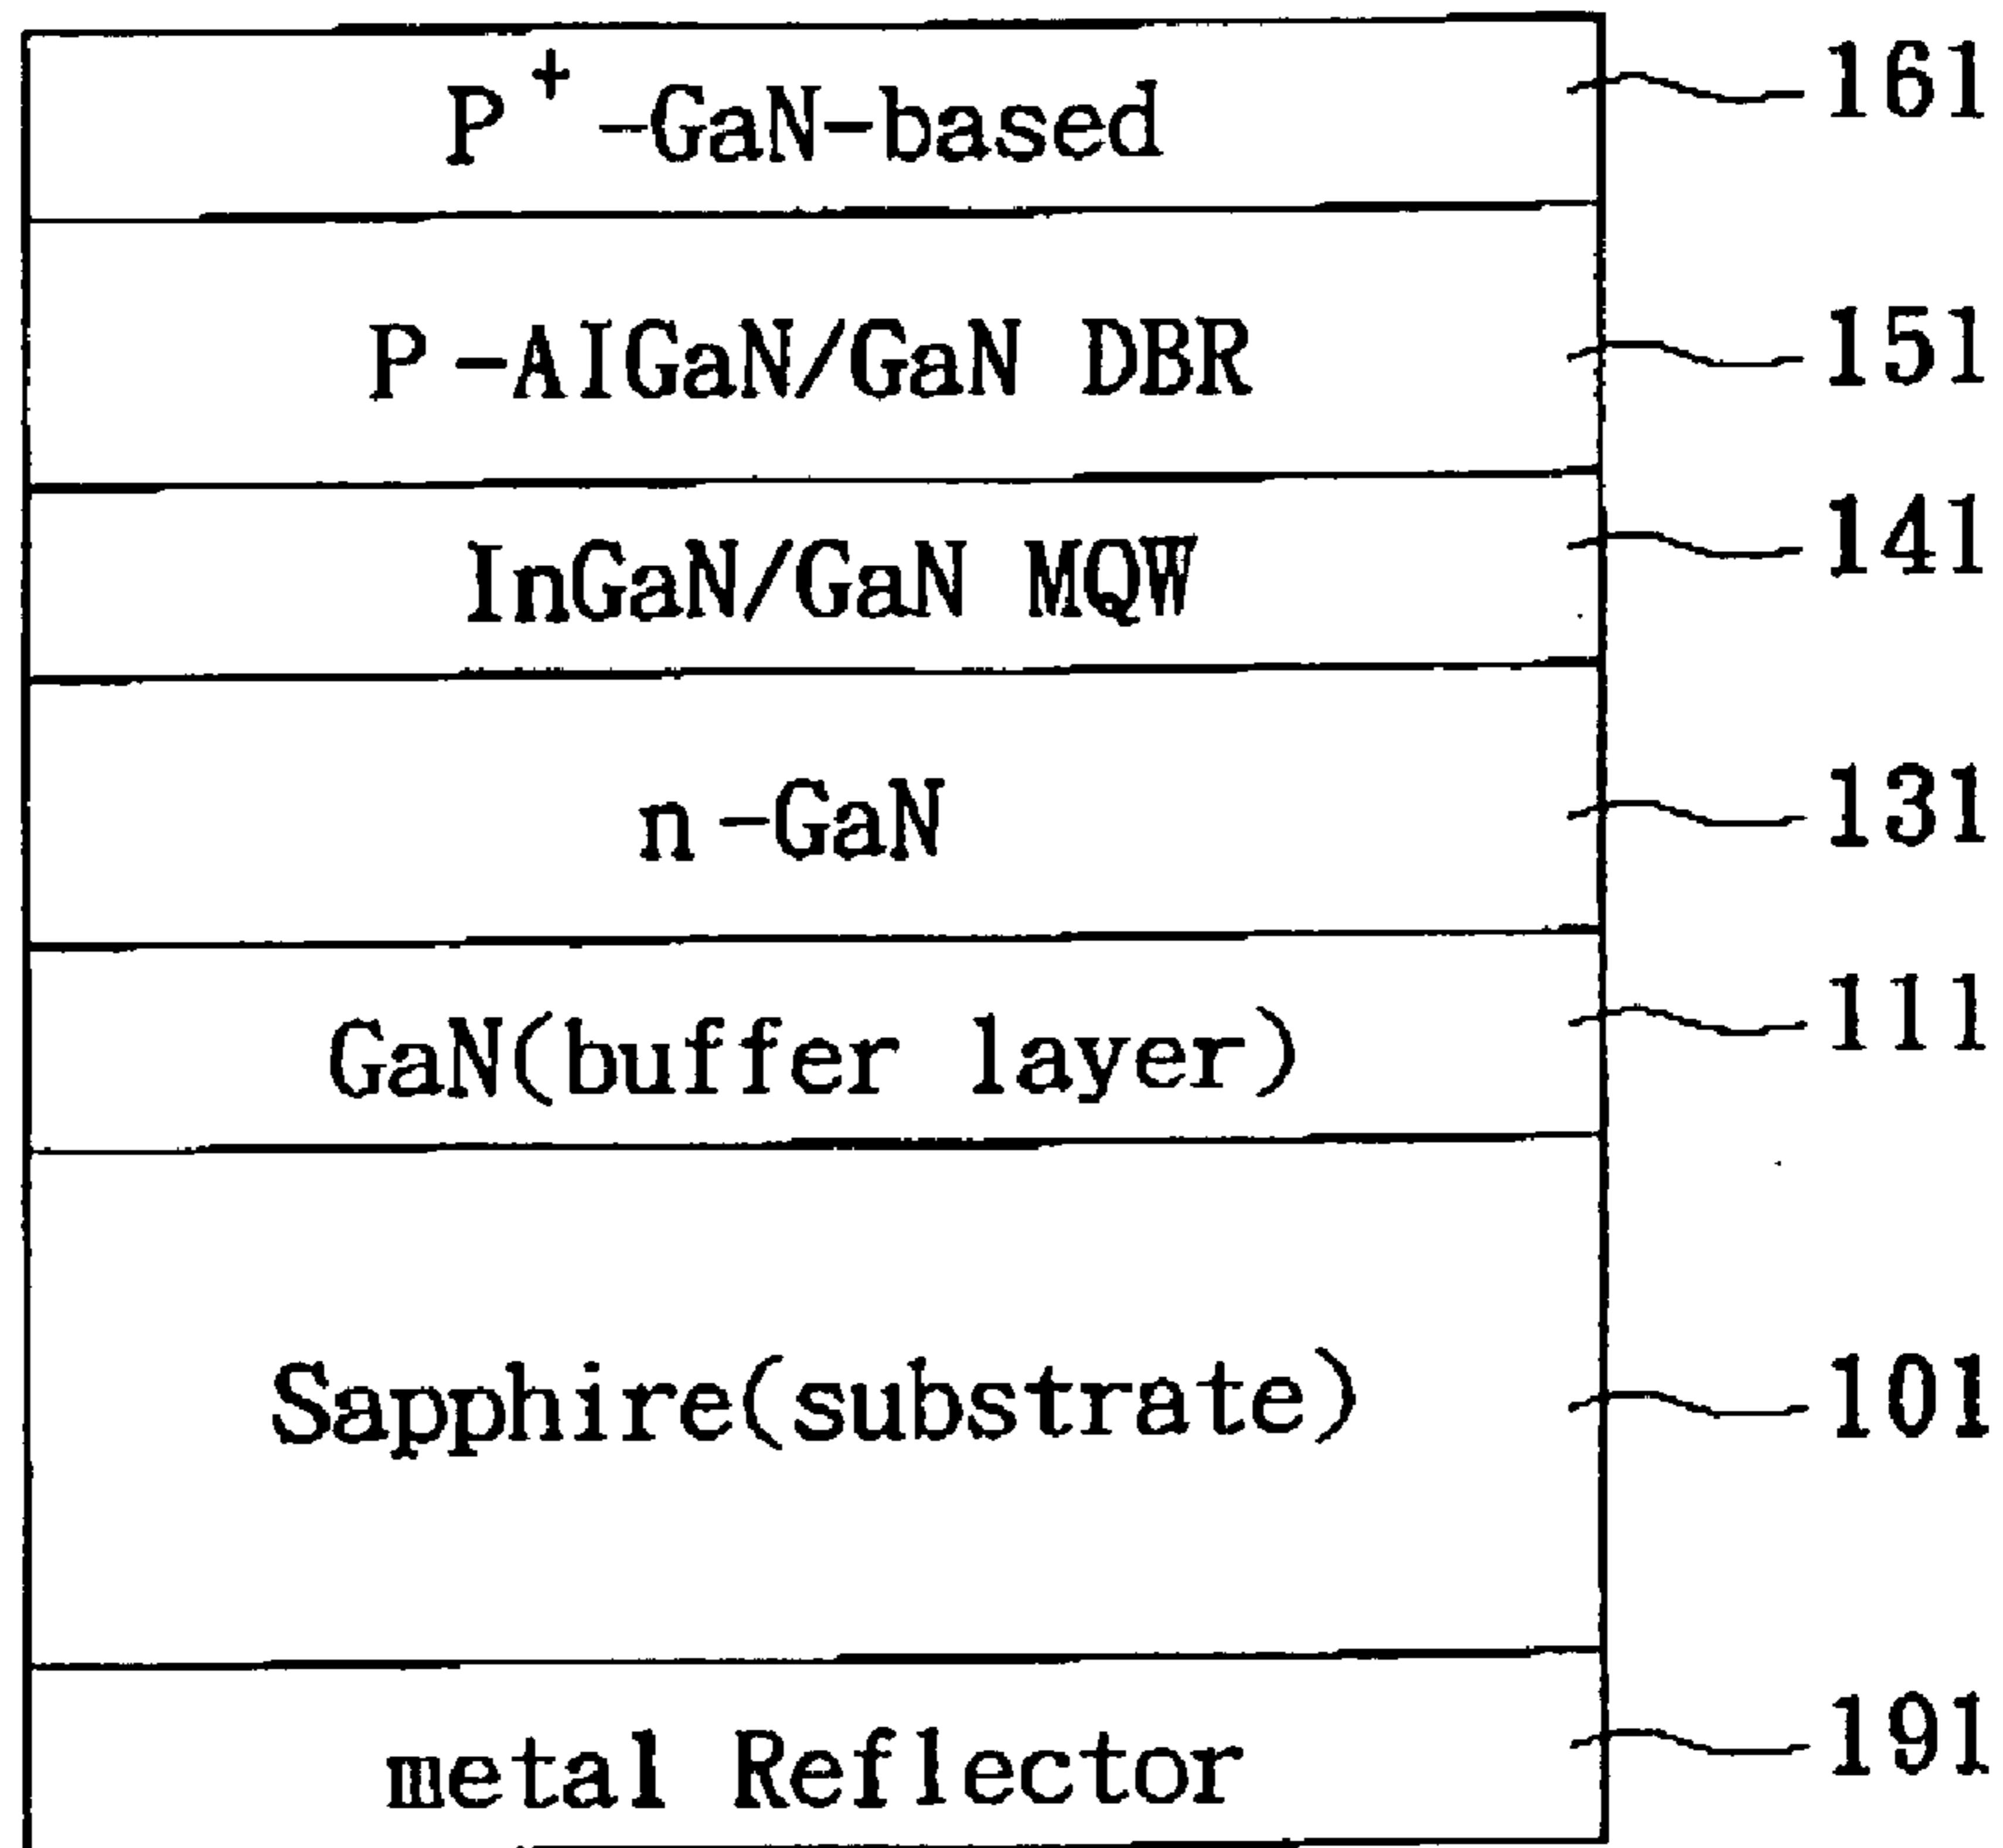 P⁺-GaN-based 161
P-AlGaN/GaN DBR 151
InGaN/GaN MQW 141
n-GaN 131
GaN(buffer layer) 111
Sapphire(substrate) 101
metal Reflector 191